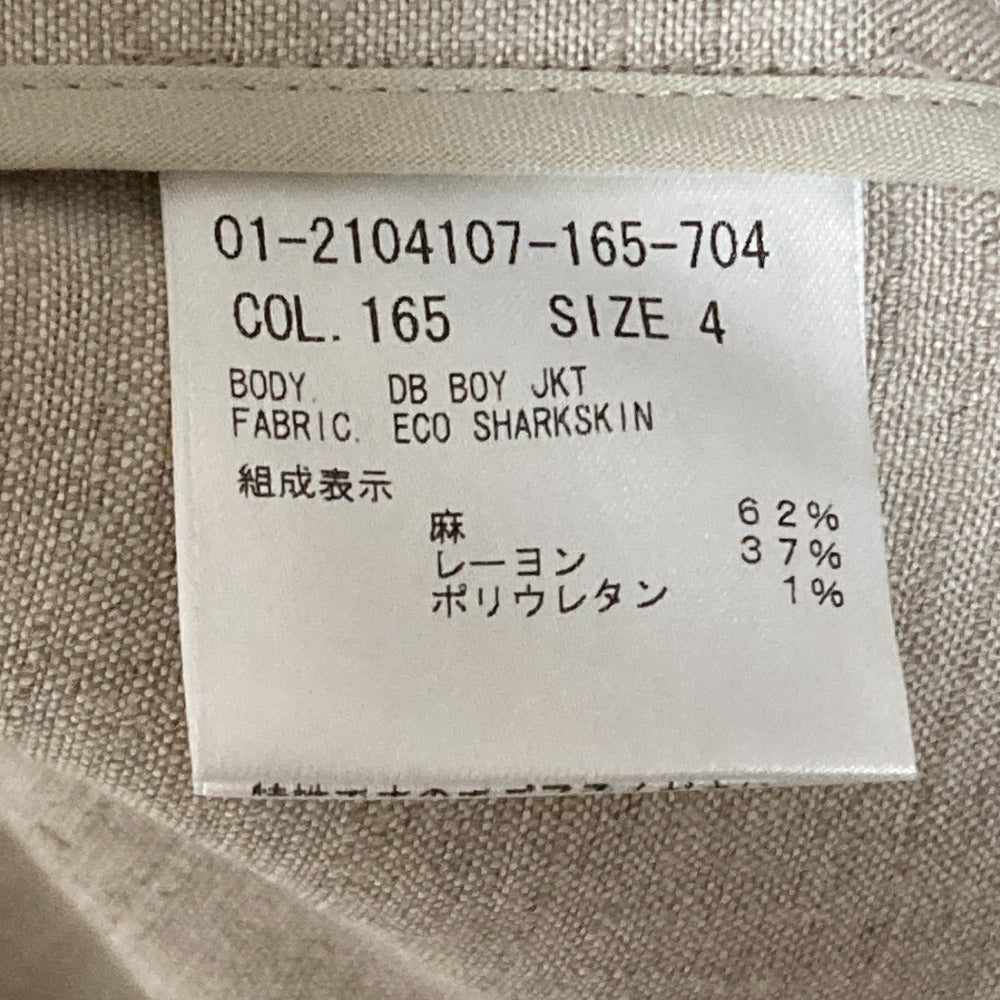 01-2104107-165-704
COL. 165 SIZE 4
BODY. DB BOY JKT
FABRIC. ECO SHARKSKIN
組成表示
麻 62%
レーヨン 37%
ポリウレタン 1%